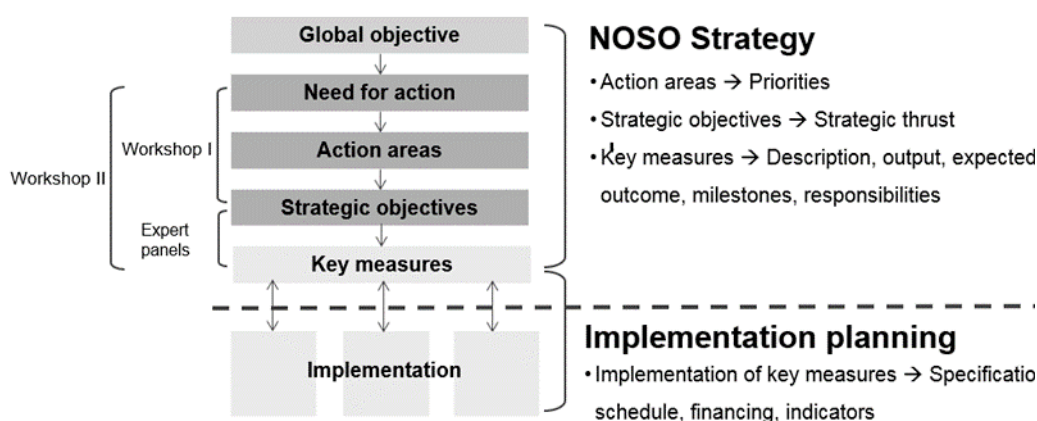 Global objective
Need for action
Action areas
Strategic objectives
Key measures
Implementation
Workshop I
Workshop II
Expert
panels
NOSO Strategy
•Action areas → Priorities
•Strategic objectives → Strategic thrust
•Key measures → Description, output, expected
outcome, milestones, responsibilities
Implementation planning
•Implementation of key measures → Specificatio
schedule, financing, indicators